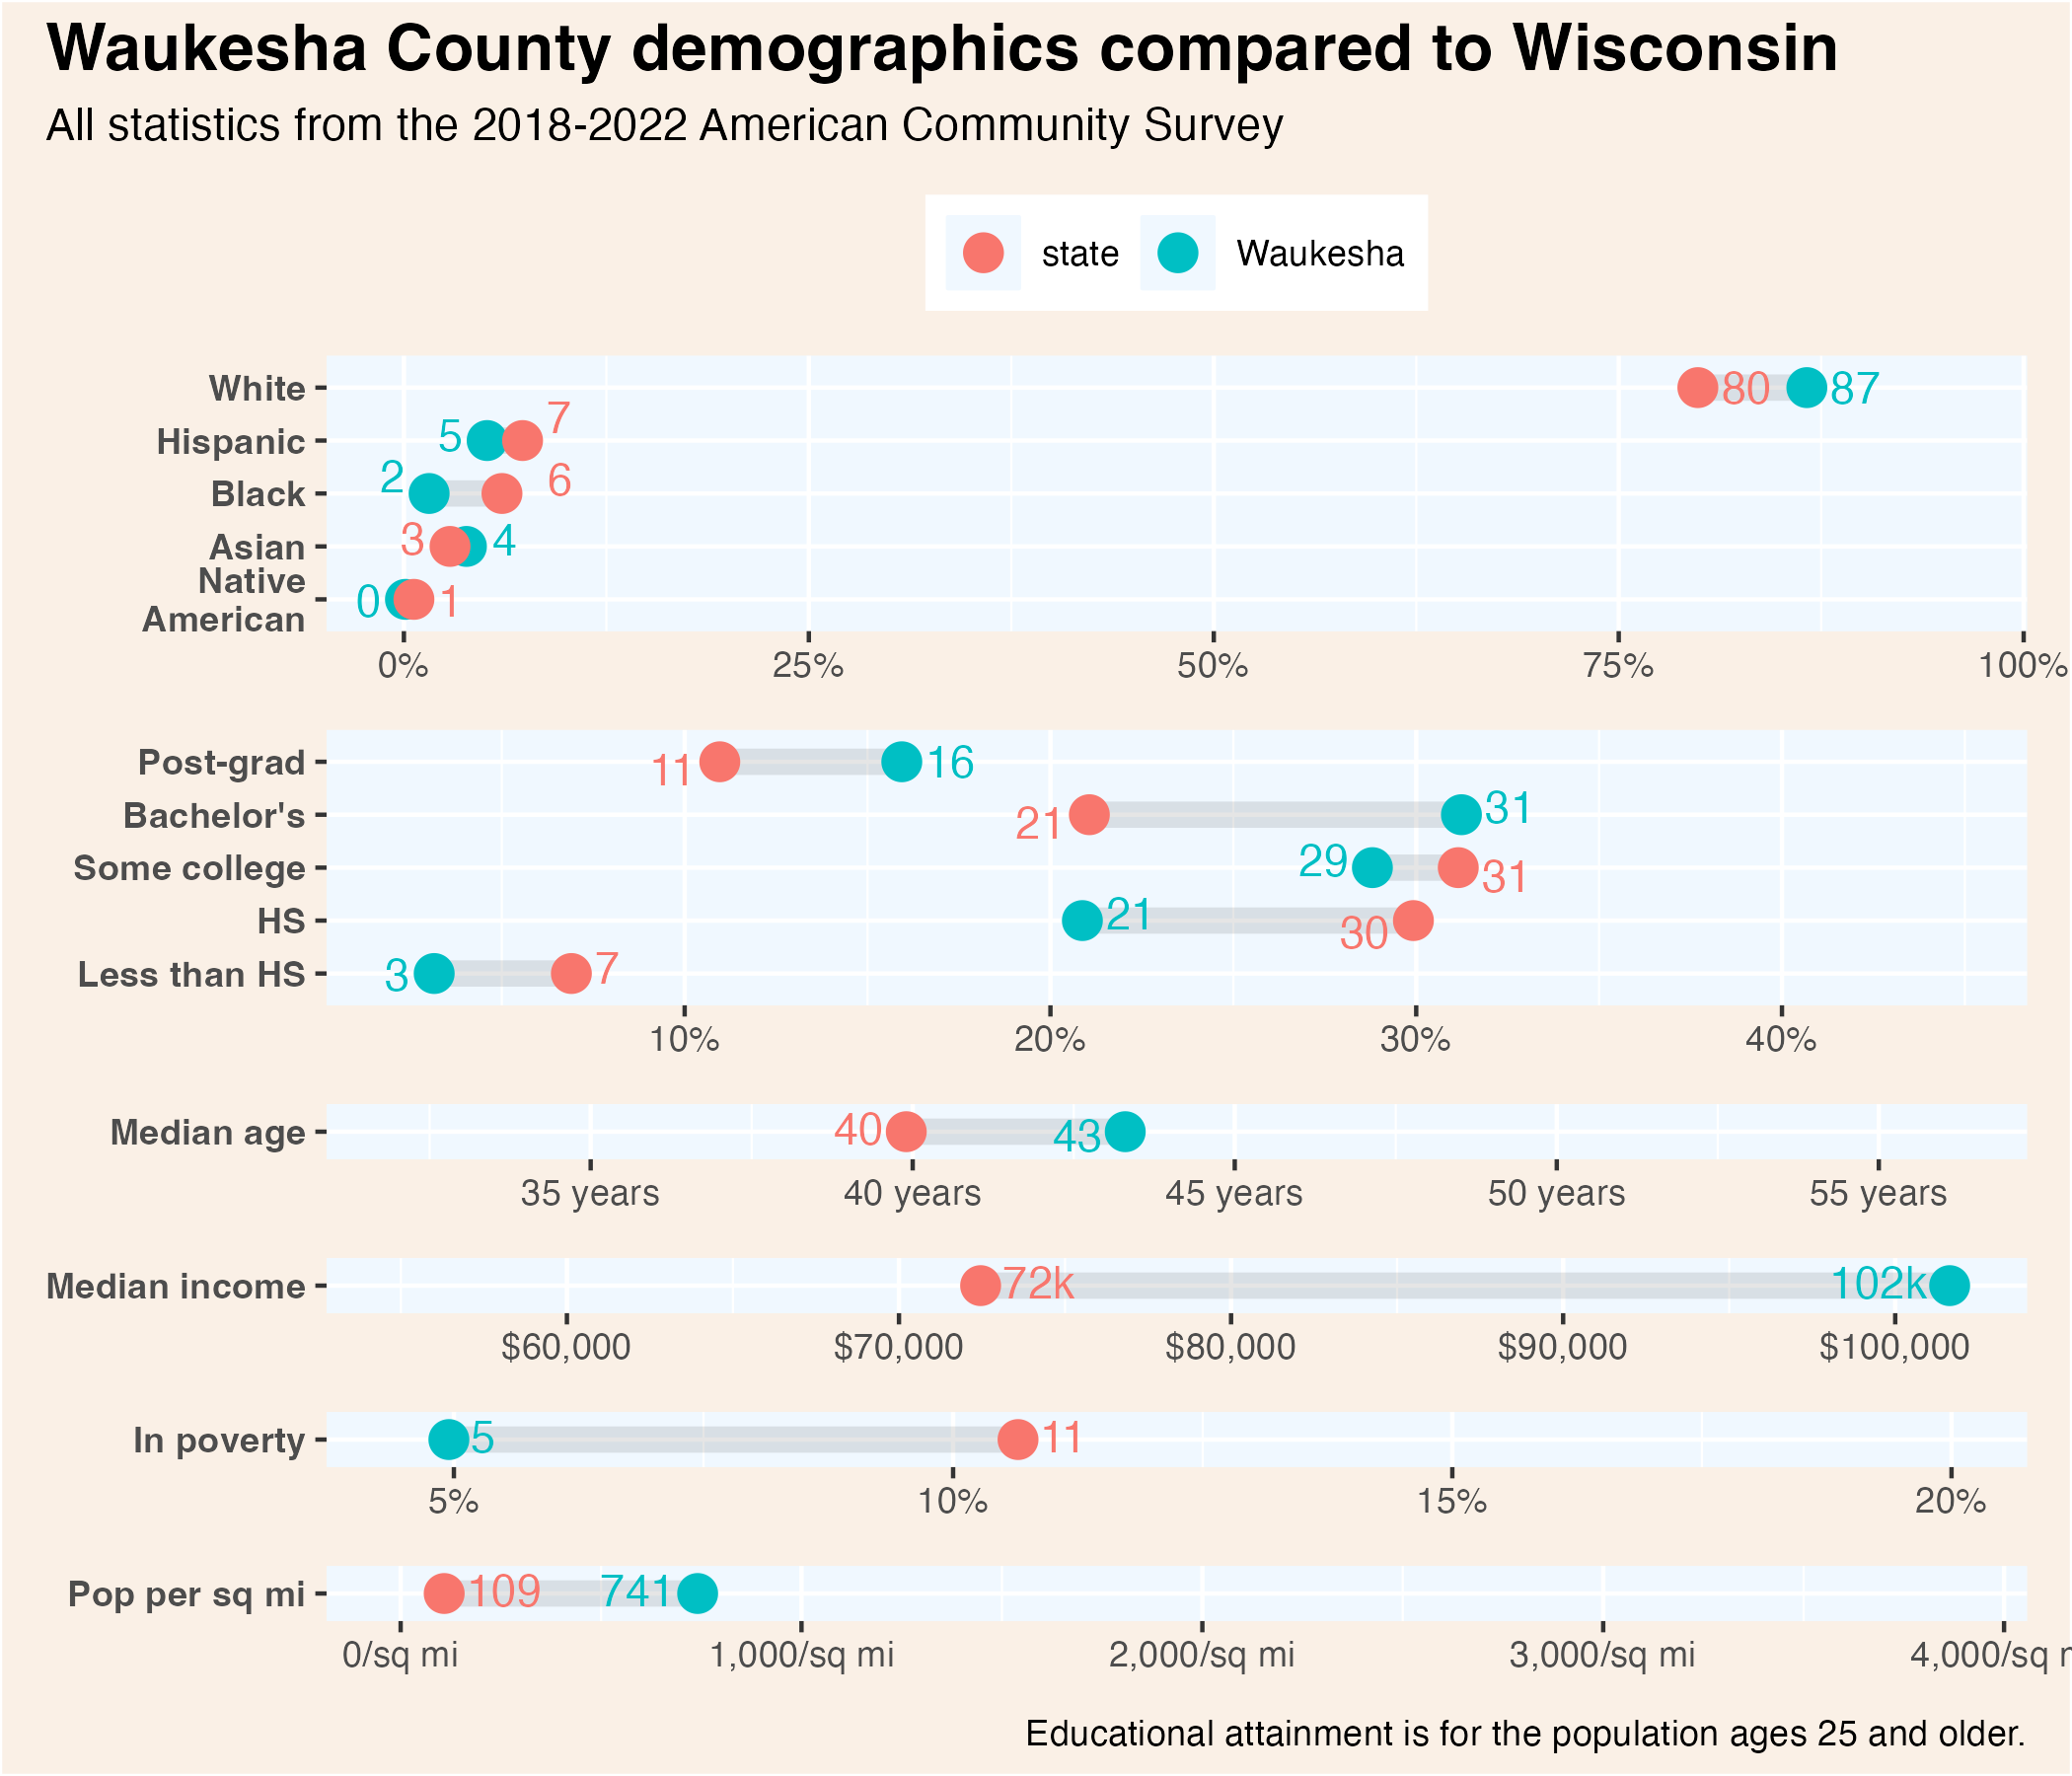 Waukesha County demographics compared to Wisconsin
All statistics from the 2018-2022 American Community Survey
state Waukesha
White 80 87
Hispanic 5 7
Black 2 6
Asian 3 4
Native
American 0 1
0% 25% 50% 75% 100%
Post-grad 11 16
Bachelor's 21 31
Some college 29 31
HS 21 30
Less than HS 3 7
10% 20% 30% 40%
Median age 40 43
35 years 40 years 45 years 50 years 55 years
Median income 72k 102k
$60,000 $70,000 $80,000 $90,000 $100,000
In poverty 5 11
5% 10% 15% 20%
Pop per sq mi 109 741
0/sq mi 1,000/sq mi 2,000/sq mi 3,000/sq mi 4,000/sq
Educational attainment is for the population ages 25 and older.